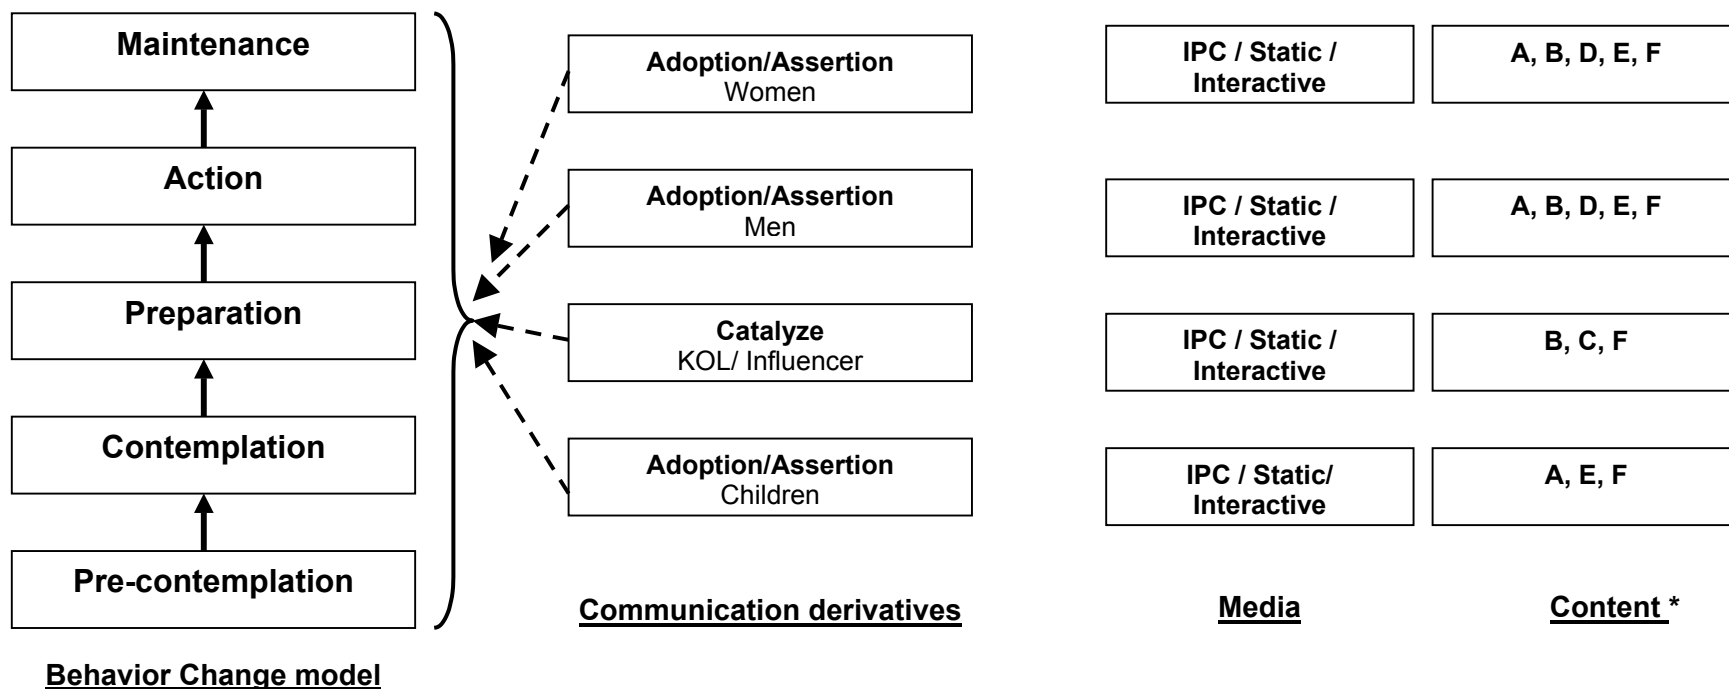 Maintenance
Action
Preparation
Contemplation
Pre-contemplation
Behavior Change model
Adoption/Assertion
Women
Adoption/Assertion
Men
Catalyze
KOL/ Influencer
Adoption/Assertion
Children
Communication derivatives
IPC / Static /
Interactive
IPC / Static /
Interactive
IPC / Static /
Interactive
IPC / Static/
Interactive
Media
A, B, D, E, F
A, B, D, E, F
B, C, F
A, E, F
Content *